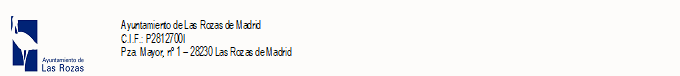 Ayuntamiento de Las Rozas de Madrid
C.I.F.: P2812700I
Pza. Mayor, nº 1 – 28230 Las Rozas de Madrid
Ayuntamiento de
Las Rozas